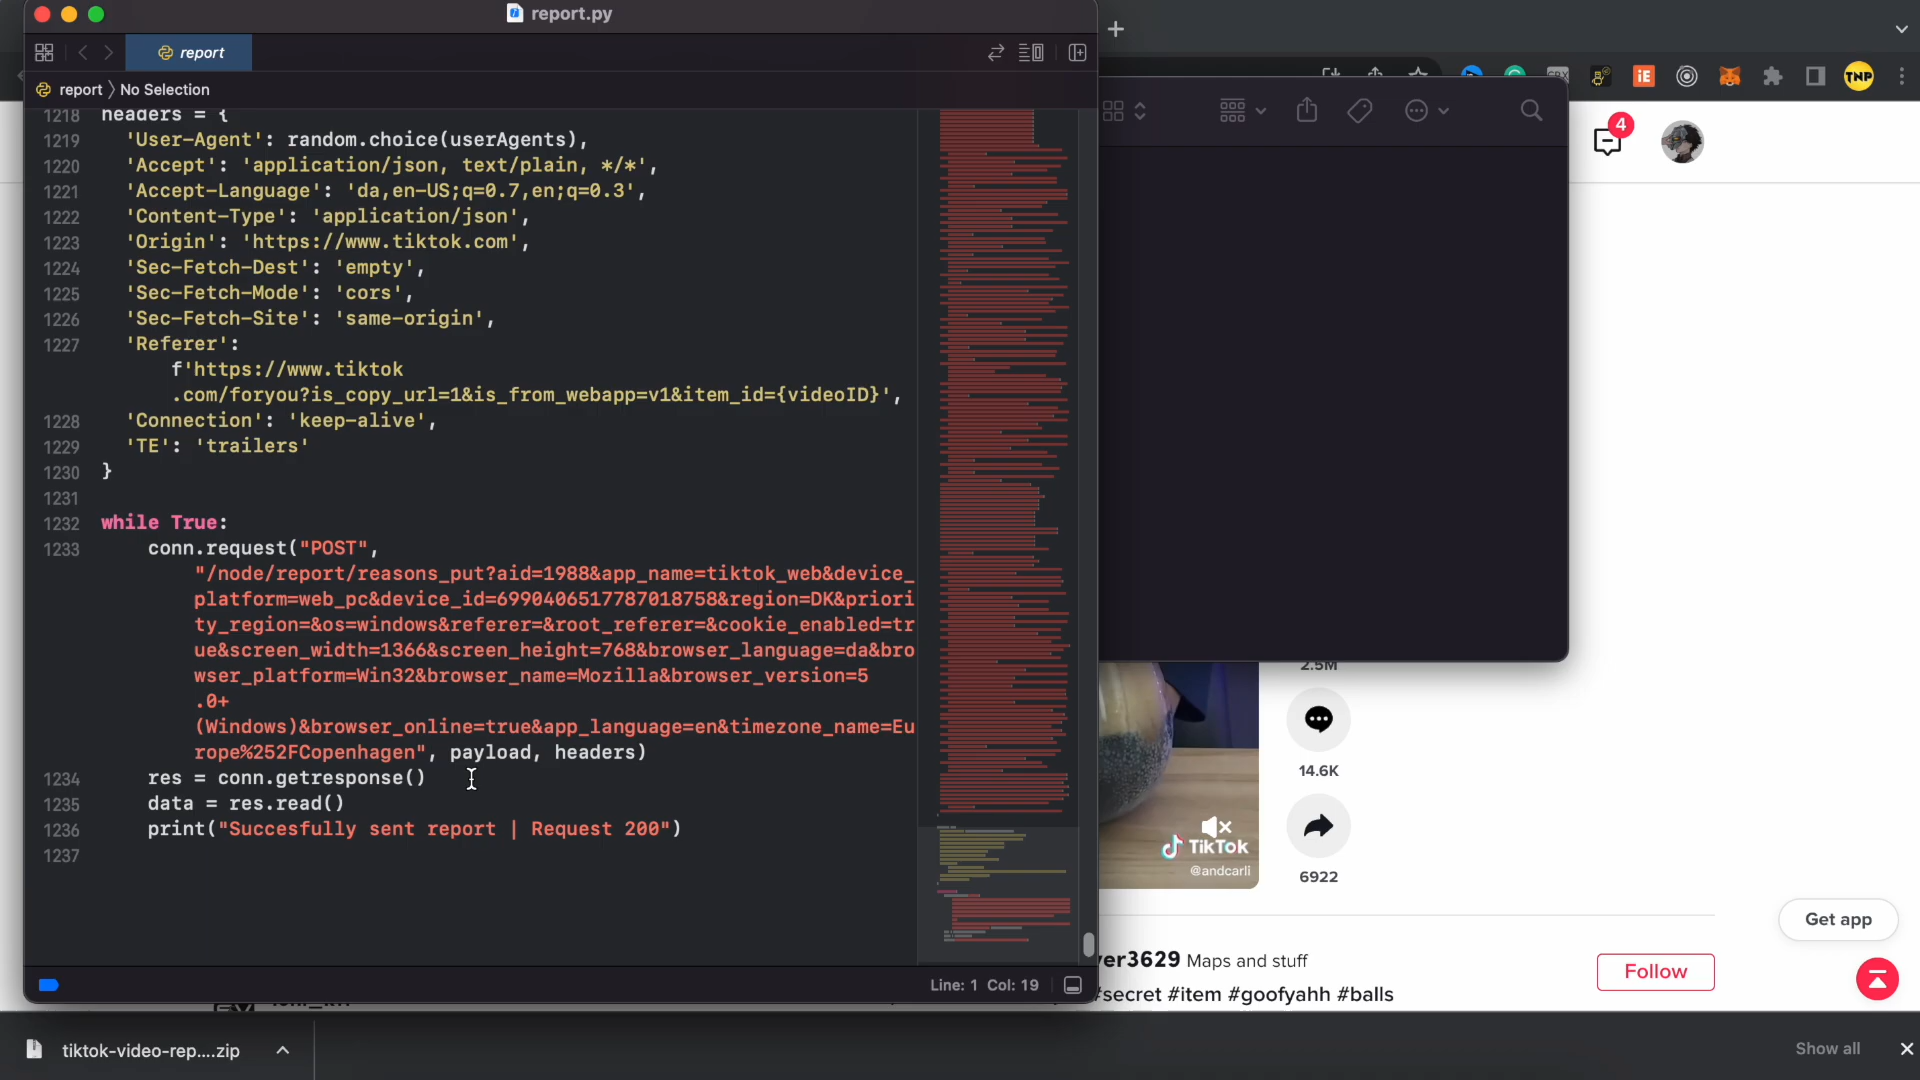 report.py
report
report 〉No Selection
1218 headers = {
1219 'User-Agent': random.choice(userAgents),
1220 'Accept': 'application/json, text/plain, */*',
1221 'Accept-Language': 'da,en-US;q=0.7,en;q=0.3',
1222 'Content-Type': 'application/json',
1223 'Origin': 'https://www.tiktok.com',
1224 'Sec-Fetch-Dest': 'empty',
1225 'Sec-Fetch-Mode': 'cors',
1226 'Sec-Fetch-Site': 'same-origin',
1227 'Referer':
f'https://www.tiktok
.com/foryou?is_copy_url=1&is_from_webapp=v1&item_id={videoID}',
1228 'Connection': 'keep-alive',
1229 'TE': 'trailers'
1230 }
1231
1232 while True:
1233 conn.request("POST",
"/node/report/reasons_put?aid=1988&app_name=tiktok_web&device_
platform=web_pc&device_id=6990406517787018758&region=DK&priori
ty_region=&os=windows&referer=&root_referer=&cookie_enabled=tr
ue&screen_width=1366&screen_height=768&browser_language=da&bro
wser_platform=Win32&browser_name=Mozilla&browser_version=5
.0+
(Windows)&browser_online=true&app_language=en&timezone_name=Eu
rope%252FCopenhagen", payload, headers)
1234 res = conn.getresponse()
1235 data = res.read()
1236 print("Succesfully sent report | Request 200")
1237
Line: 1 Col: 19
iE
TNP
4
2.5M
14.6K
6922
TikTok
@andcarli
Get app
ver3629 Maps and stuff
Follow
#secret #item #goofyahh #balls
tiktok-video-rep....zip
Show all